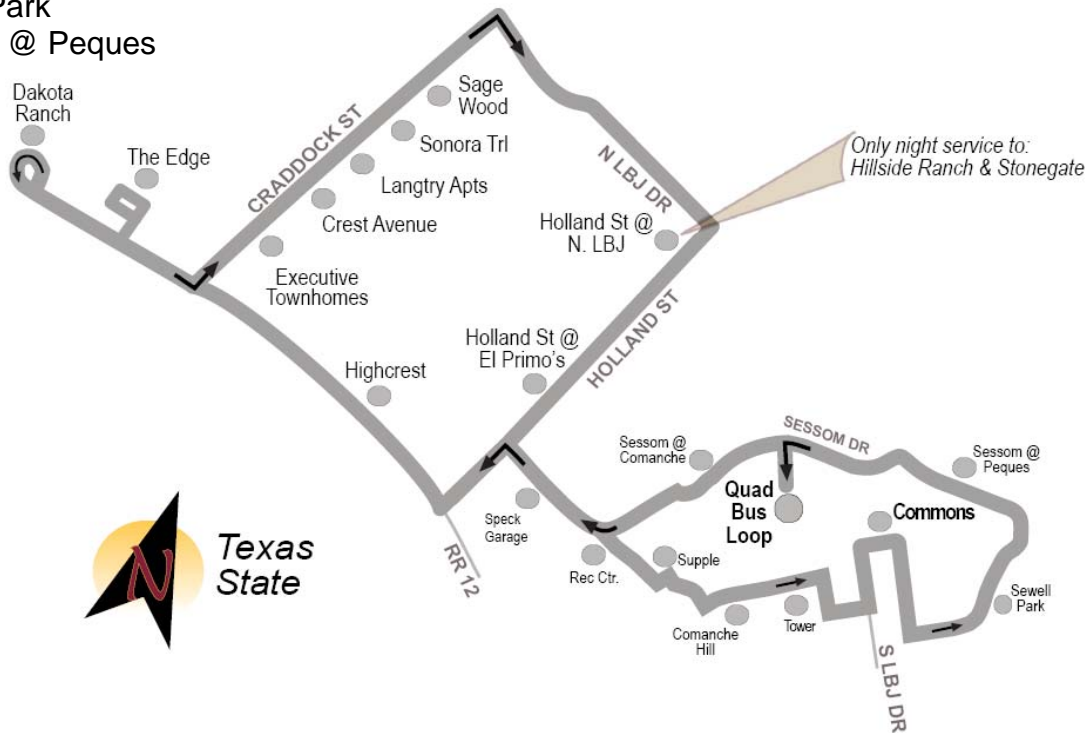 Park
@ Peques
Dakota
Ranch
The Edge
CRADDOCK ST
Sage
Wood
Sonora Trl
Langtry Apts
Crest Avenue
Executive
Townhomes
N LBJ DR
Only night service to:
Hillside Ranch & Stonegate
Holland St @
N. LBJ
HOLLAND ST
Holland St @
El Primo's
Highcrest
Sessom @
Comanche
SESSOM DR
Sessom @
Peques
Quad
Bus
Loop
Commons
Speck
Garage
RR 12
Rec Ctr.
Supple
Comanche
Hill
Tower
Sewell
Park
S LBJ DR
N
Texas
State